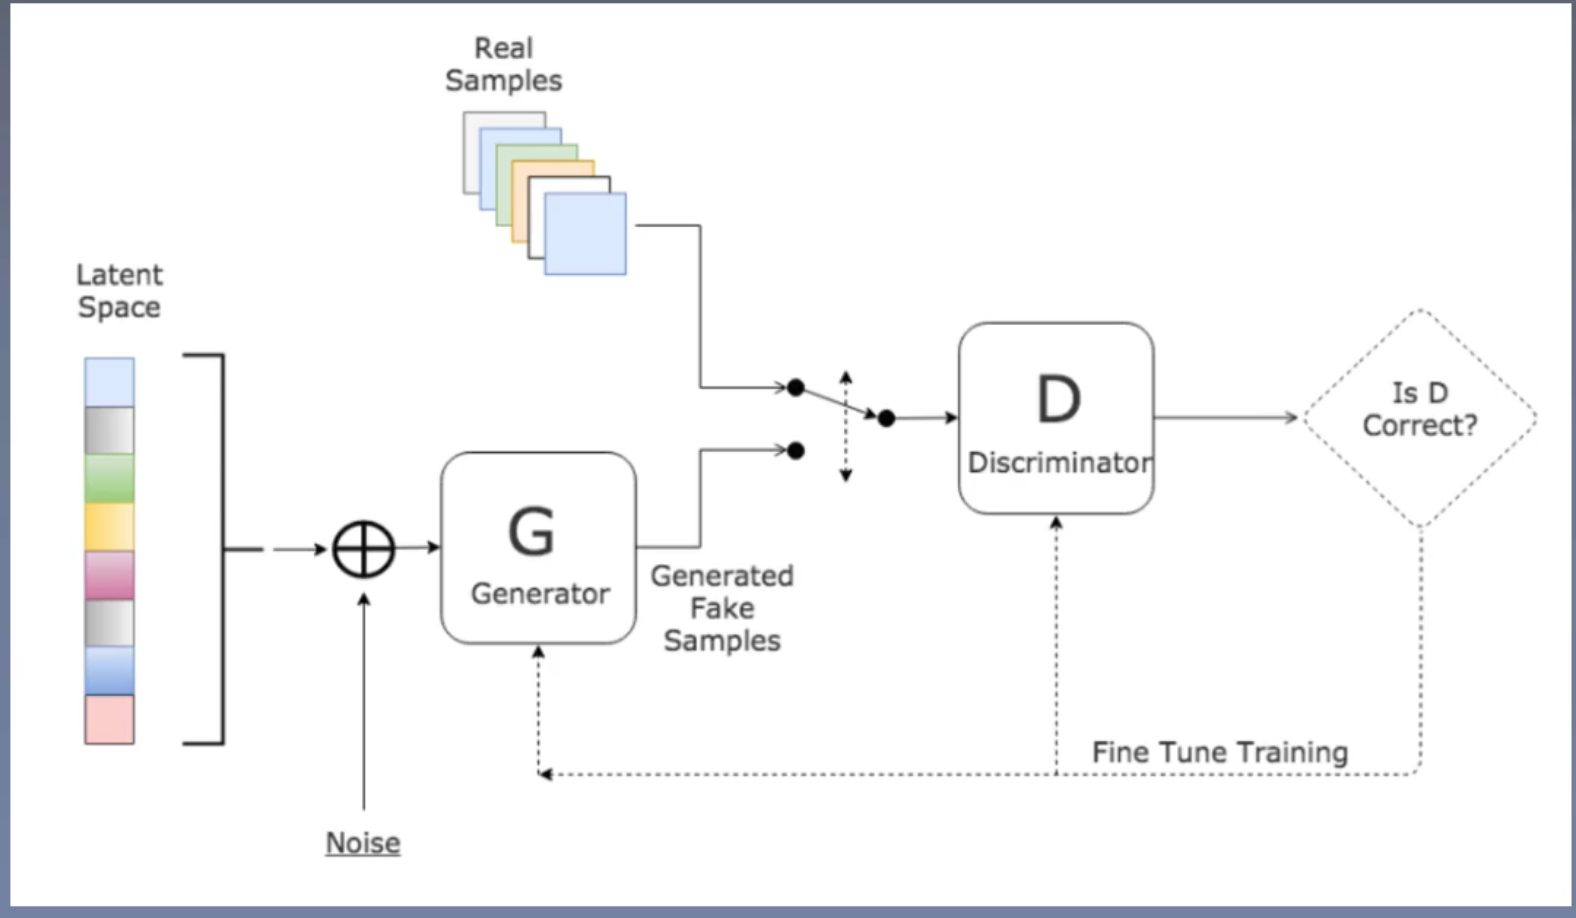 Real
Samples
Latent
Space
D
Discriminator
Is D
Correct?
G
Generator
Generated
Fake
Samples
Fine Tune Training
Noise